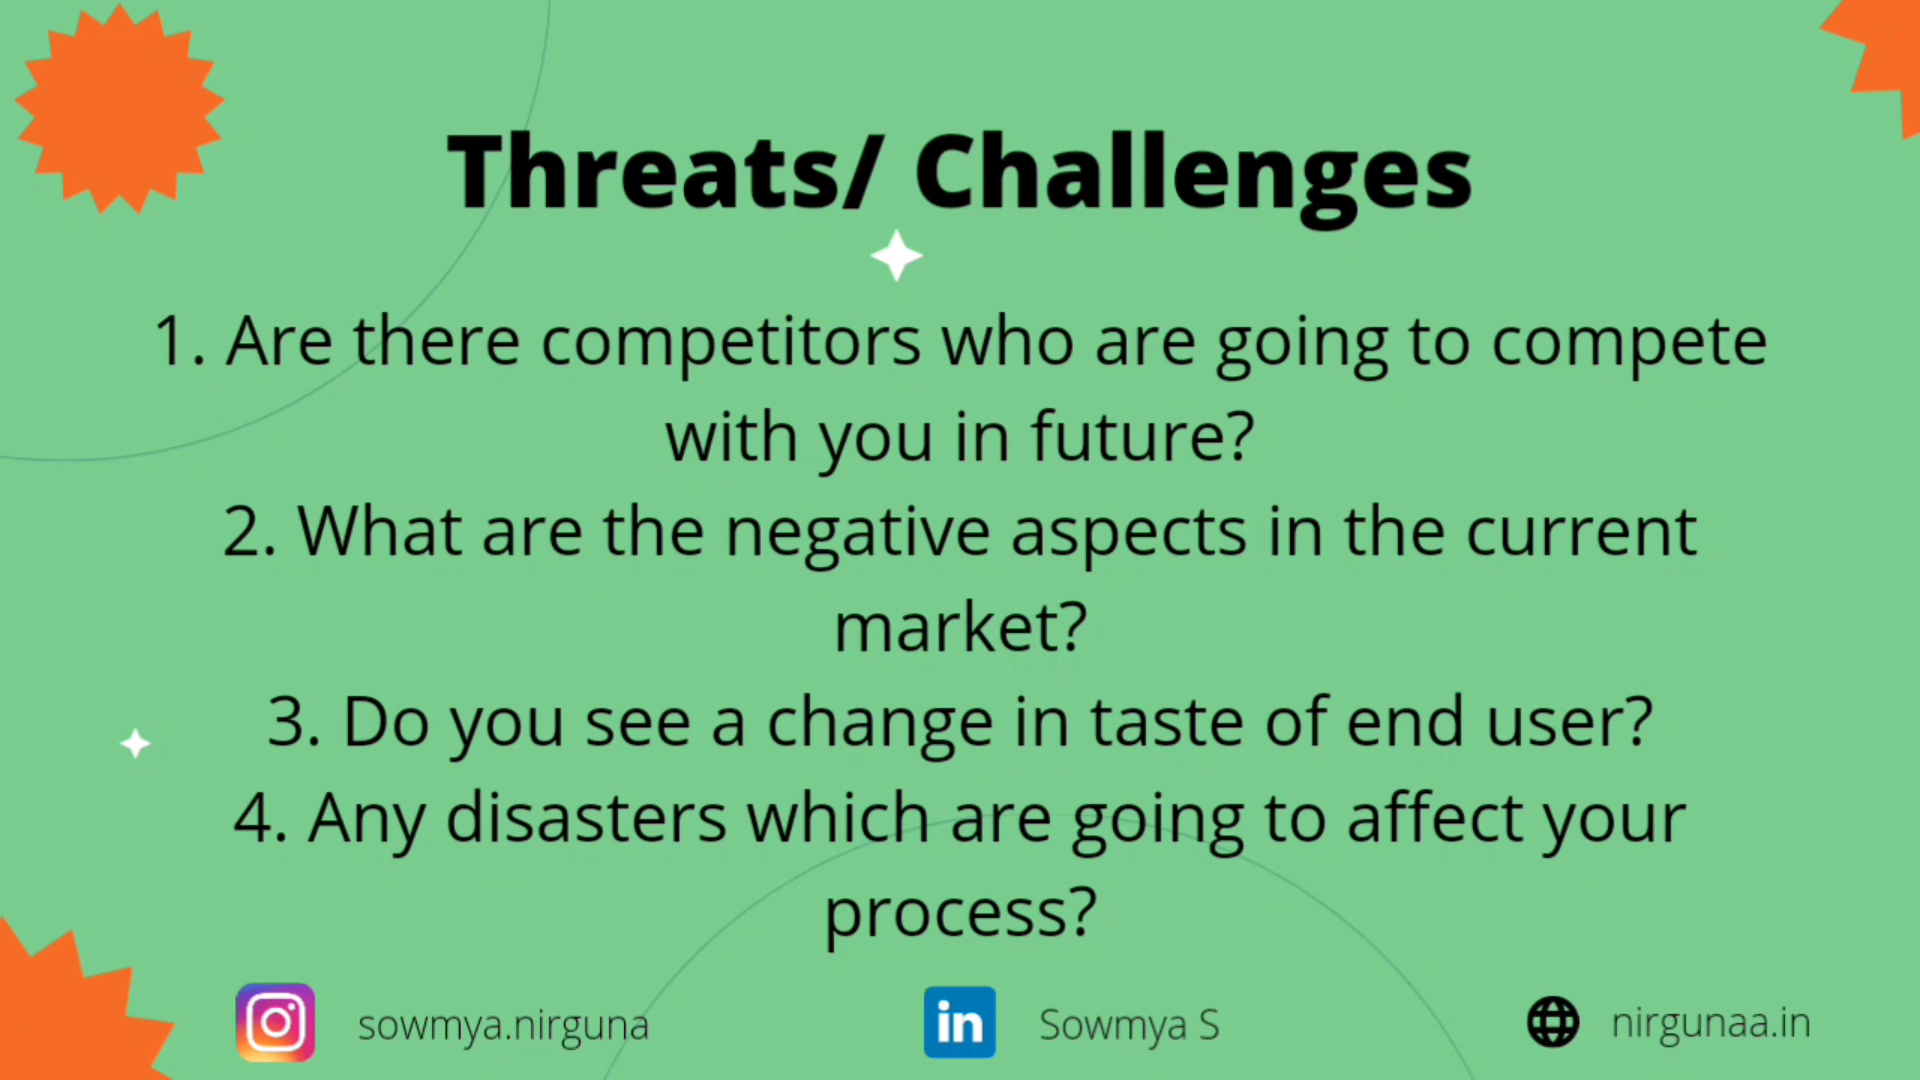 Threats/ Challenges
1. Are there competitors who are going to compete
with you in future?
2. What are the negative aspects in the current
market?
3. Do you see a change in taste of end user?
4. Any disasters which are going to affect your
process?
sowmya.nirguna
in
Sowmya S
nirgunaa.in